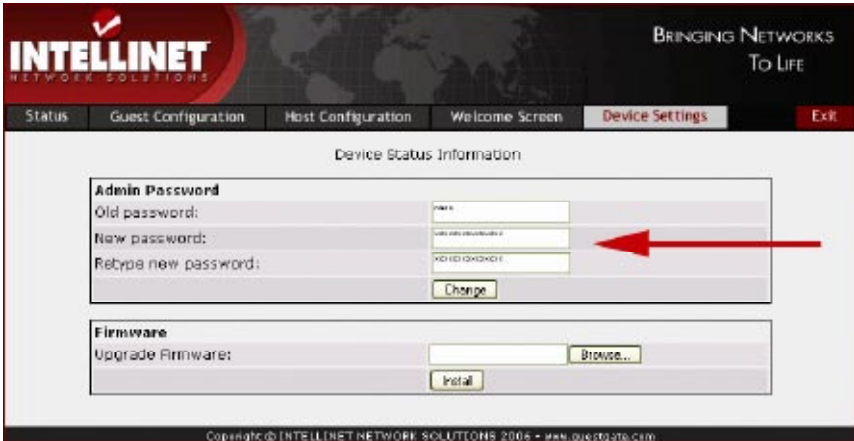 INTELLINET
NETWORK SOLUTIONS
BRINGING NETWORKS
TO LIFE
Status Guest Configuration Host Configuration Welcome Screen Device Settings Exit
Device Status Information
Admin Password
Old password:
New password:
Retype new password:
Change
Firmware
Upgrade Firmware:
Browse...
Install
Copyright © INTELLINET NETWORK SOLUTIONS 2006 • www.guestgate.com